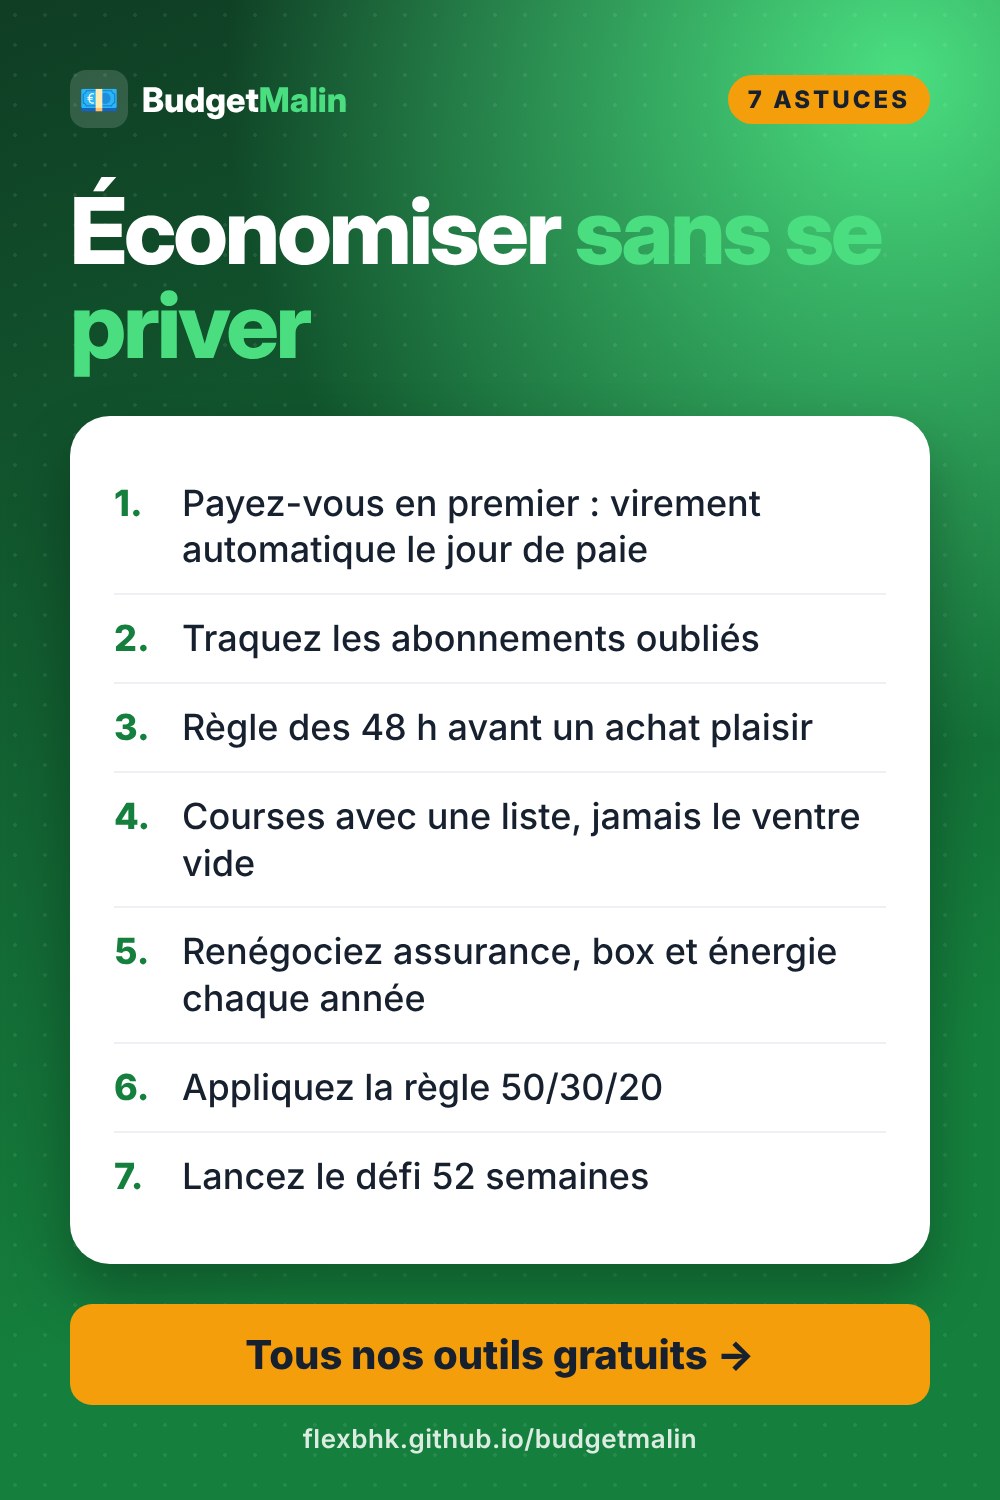 BudgetMalin
7 ASTUCES
Économiser sans se
priver
1. Payez-vous en premier : virement
automatique le jour de paie
2. Traquez les abonnements oubliés
3. Règle des 48 h avant un achat plaisir
4. Courses avec une liste, jamais le ventre
vide
5. Renégociez assurance, box et énergie
chaque année
6. Appliquez la règle 50/30/20
7. Lancez le défi 52 semaines
Tous nos outils gratuits →
flexbhk.github.io/budgetmalin